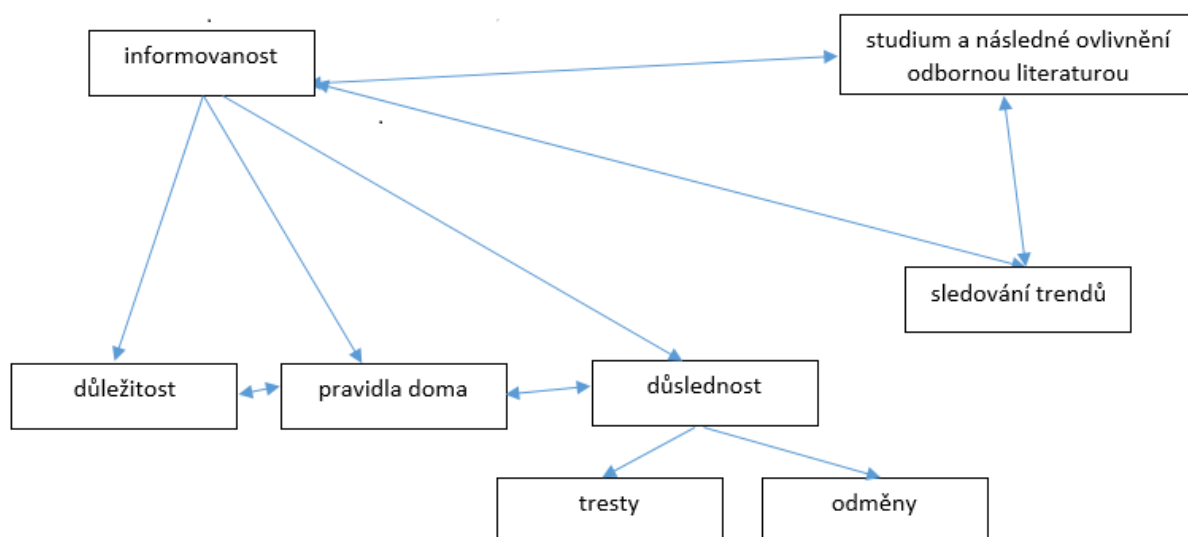 informovanost
studium a následné ovlivnění
odbornou literaturou
sledování trendů
důležitost
pravidla doma
důslednost
tresty
odměny